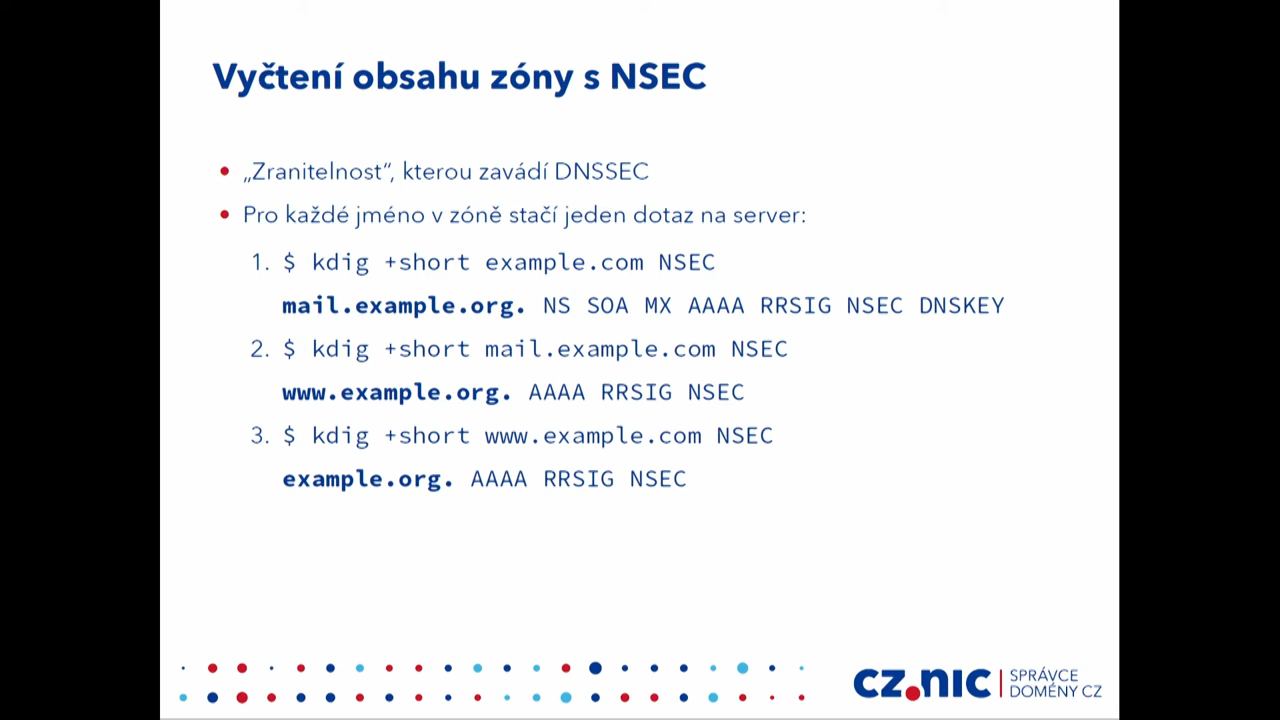 Vyčtení obsahu zóny s NSEC
• „Zranitelnost“, kterou zavádí DNSSEC
• Pro každé jméno v zóně stačí jeden dotaz na server:
1. $ kdig +short example.com NSEC
mail.example.org. NS SOA MX AAAA RRSIG NSEC DNSKEY
2. $ kdig +short mail.example.com NSEC
www.example.org. AAAA RRSIG NSEC
3. $ kdig +short www.example.com NSEC
example.org. AAAA RRSIG NSEC
cz.nic
SPRÁVCE
DOMÉNY CZ